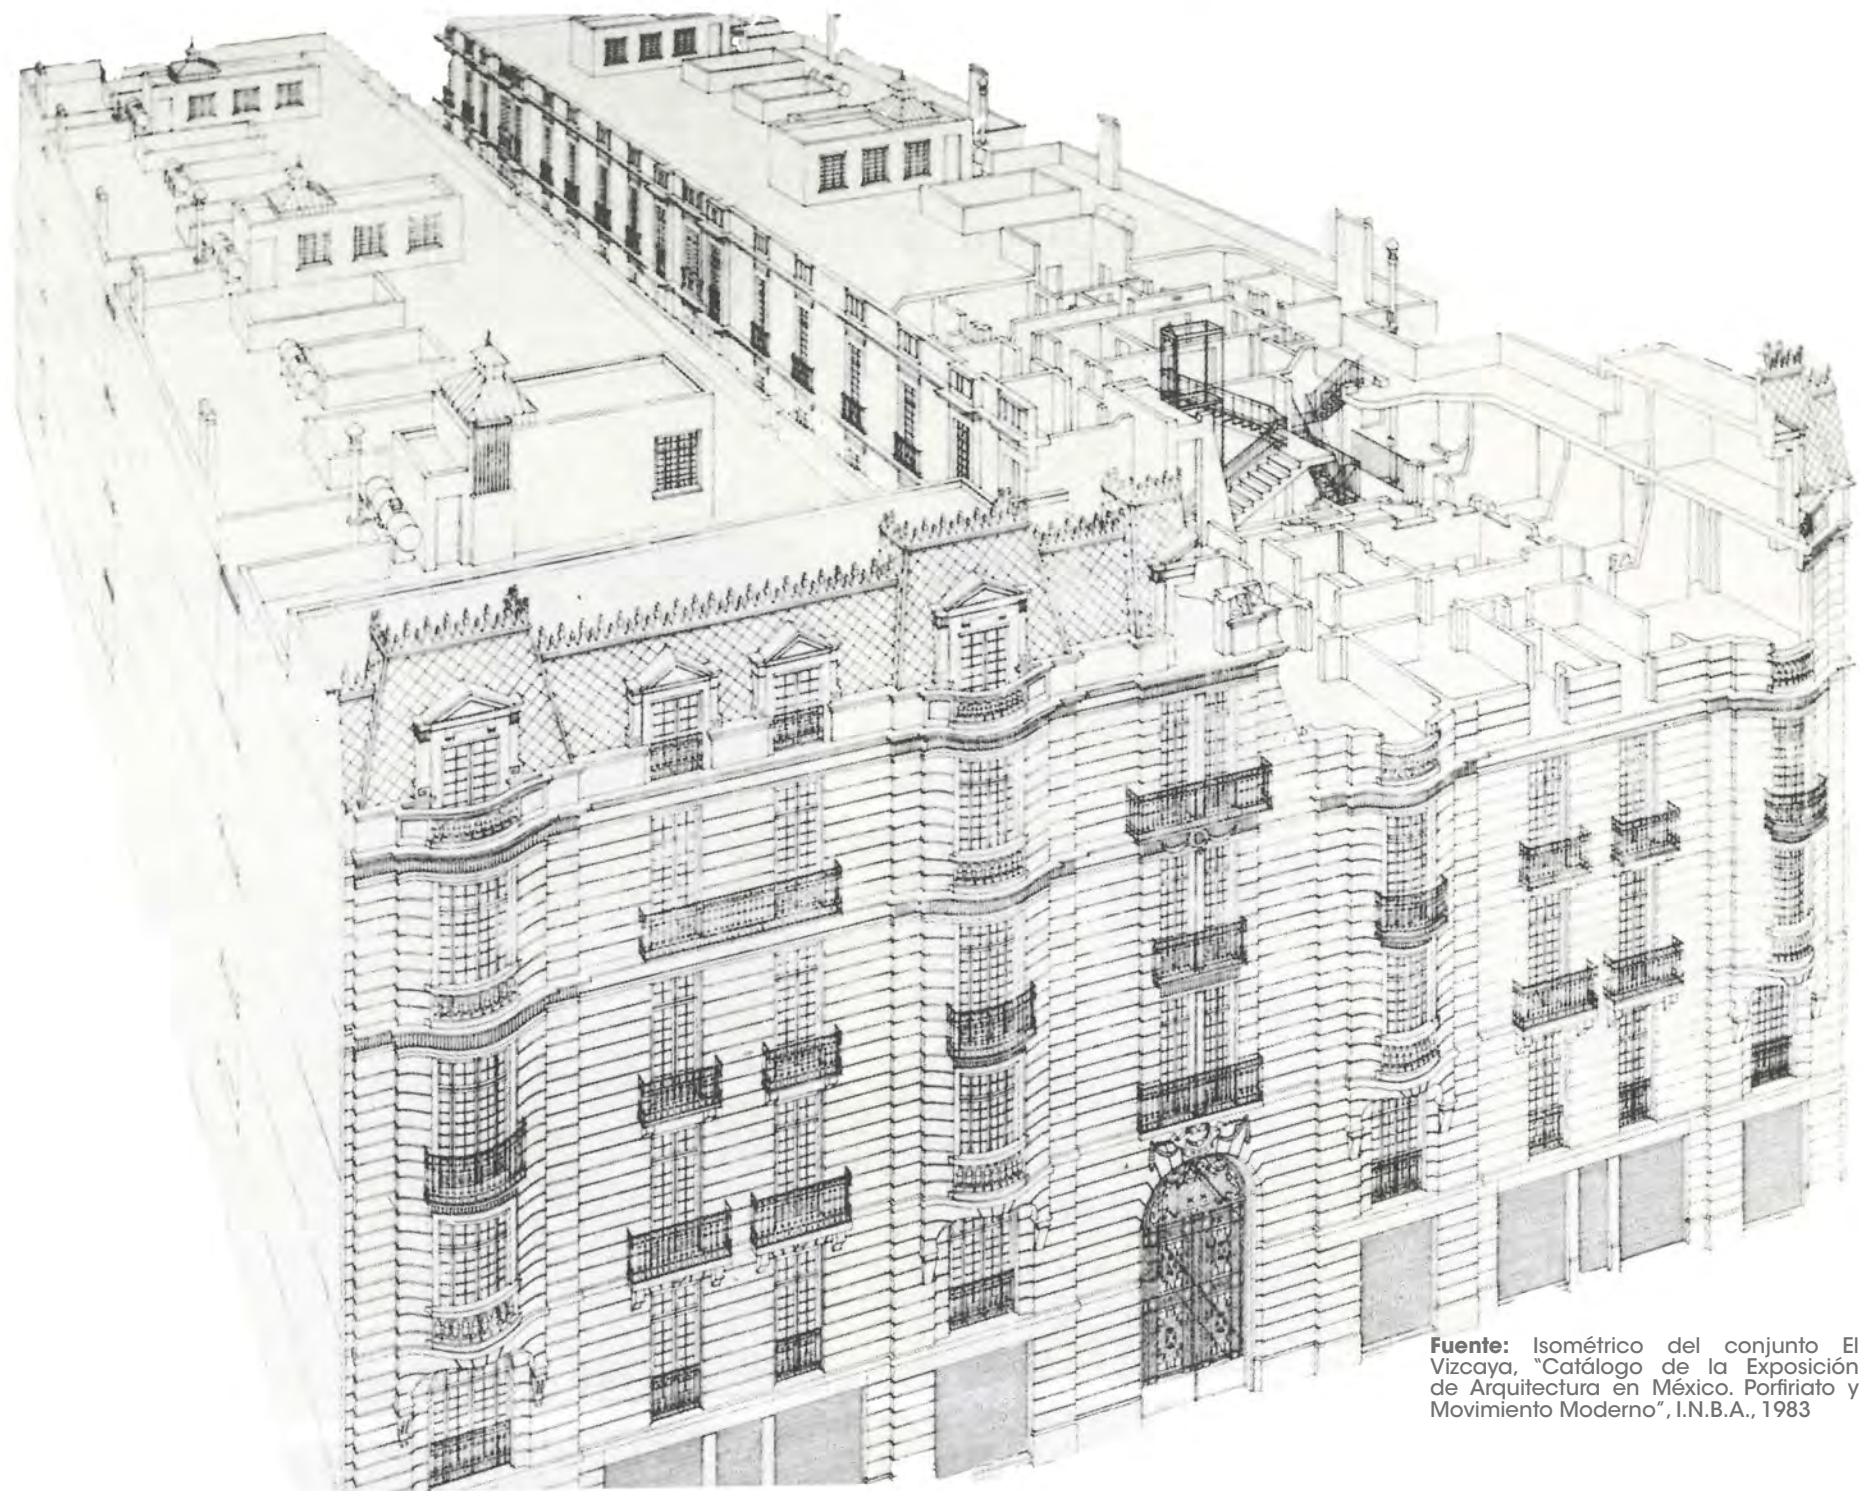 Fuente: Isométrico del conjunto El
Vizcaya, “Catálogo de la Exposición
de Arquitectura en México. Porfiriato y
Movimiento Moderno”, I.N.B.A., 1983